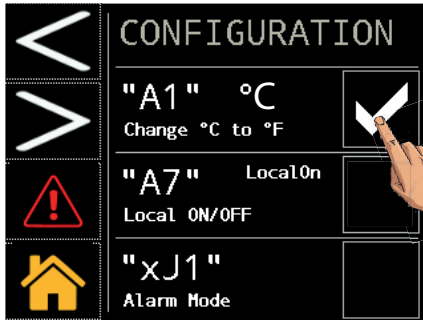 CONFIGURATION
"A1" °C
Change °C to °F
"A7" LocalOn
Local ON/OFF
"xJ1"
Alarm Mode